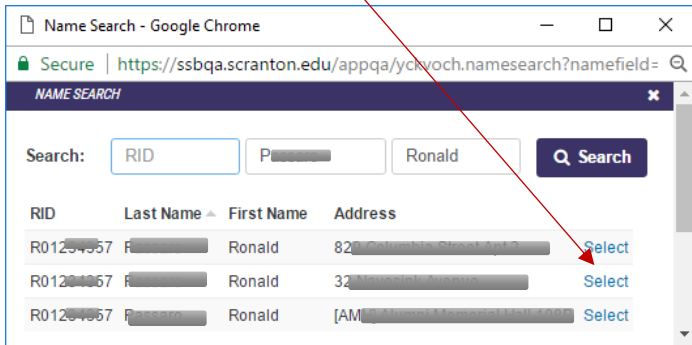 Name Search - Google Chrome
Secure | https://ssbqa.scranton.edu/appqa/yckvoch.namesearch?namefield=
NAME SEARCH
Search: RID Ronald Search
RID Last Name First Name Address
Ronald Select
Ronald Select
Ronald Select